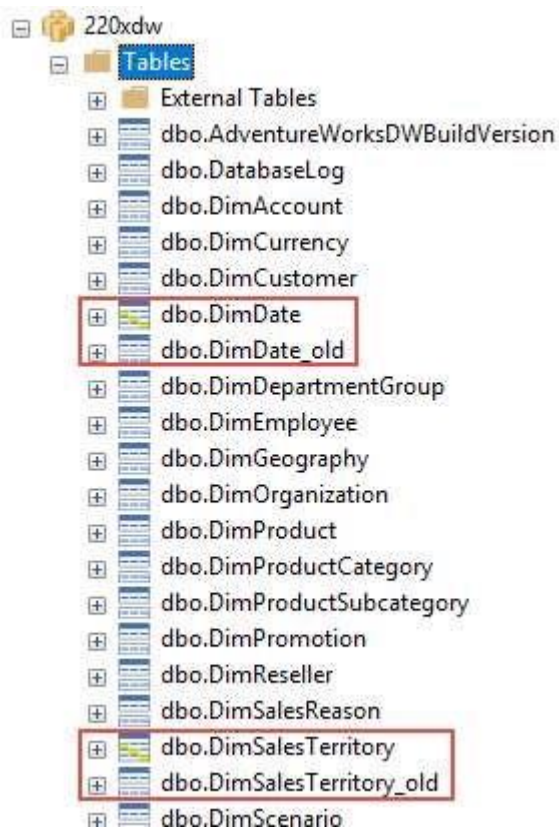 220xdw
Tables
External Tables
dbo.AdventureWorksDWBuildVersion
dbo.DatabaseLog
dbo.DimAccount
dbo.DimCurrency
dbo.DimCustomer
dbo.DimDate
dbo.DimDate_old
dbo.DimDepartmentGroup
dbo.DimEmployee
dbo.DimGeography
dbo.DimOrganization
dbo.DimProduct
dbo.DimProductCategory
dbo.DimProductSubcategory
dbo.DimPromotion
dbo.DimReseller
dbo.DimSalesReason
dbo.DimSalesTerritory
dbo.DimSalesTerritory_old
dbo.DimScenario